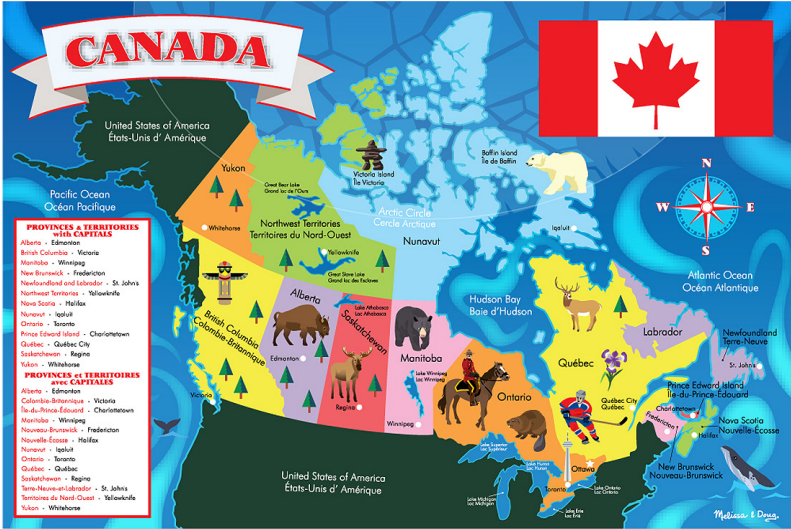 CANADA
United States of America
États-Unis d' Amérique
Pacific Ocean
Océan Pacifique
Yukon
Whitehorse
Great Bear Lake
Grand lac de l'Ours
Northwest Territories
Territoires du Nord-Ouest
Yellowknife
Great Slave Lake
Grand lac des Esclaves
Victoria Island
Île Victoria
Baffin Island
Île de Baffin
Arctic Circle
Cercle Arctique
Nunavut
Iqaluit
N
W
E
S
Atlantic Ocean
Océan Atlantique
PROVINCES & TERRITORIES
with CAPITALS
Alberta - Edmonton
British Columbia - Victoria
Manitoba - Winnipeg
New Brunswick - Fredericton
Newfoundland and Labrador - St. John's
Northwest Territories - Yellowknife
Nova Scotia - Halifax
Nunavut - Iqaluit
Ontario - Toronto
Prince Edward Island - Charlottetown
Québec - Québec City
Saskatchewan - Regina
Yukon - Whitehorse
PROVINCES et TERRITOIRES
avec CAPITALES
Alberta - Edmonton
Colombie-Britannique - Victoria
Île-du-Prince-Édouard - Charlottetown
Manitoba - Winnipeg
Nouveau-Brunswick - Fredericton
Nouvelle-Écosse - Halifax
Nunavut - Iqaluit
Ontario - Toronto
Québec - Québec
Saskatchewan - Regina
Terre-Neuve-et-Labrador - St. John's
Territoires du Nord-Ouest - Yellowknife
Yukon - Whitehorse
British Columbia
Colombie-Britannique
Victoria
Alberta
Edmonton
Lake Athabasca
Lac Athabasca
Saskatchewan
Regina
Manitoba
Lake Winnipeg
Lac Winnipeg
Winnipeg
Hudson Bay
Baie d'Hudson
Ontario
Québec
Québec City
Québec
Labrador
Newfoundland
Terre-Neuve
St. John's
Prince Edward Island
Île-du-Prince-Édouard
Charlottetown
Fredericton
Nova Scotia
Nouvelle-Écosse
Halifax
New Brunswick
Nouveau-Brunswick
Ottawa
Toronto
Lake Superior
Lac Supérieur
Lake Huron
Lac Huron
Lake Michigan
Lac Michigan
Lake Ontario
Lac Ontario
Lake Erie
Lac Érié
United States of America
États-Unis d' Amérique
Melissa & Doug